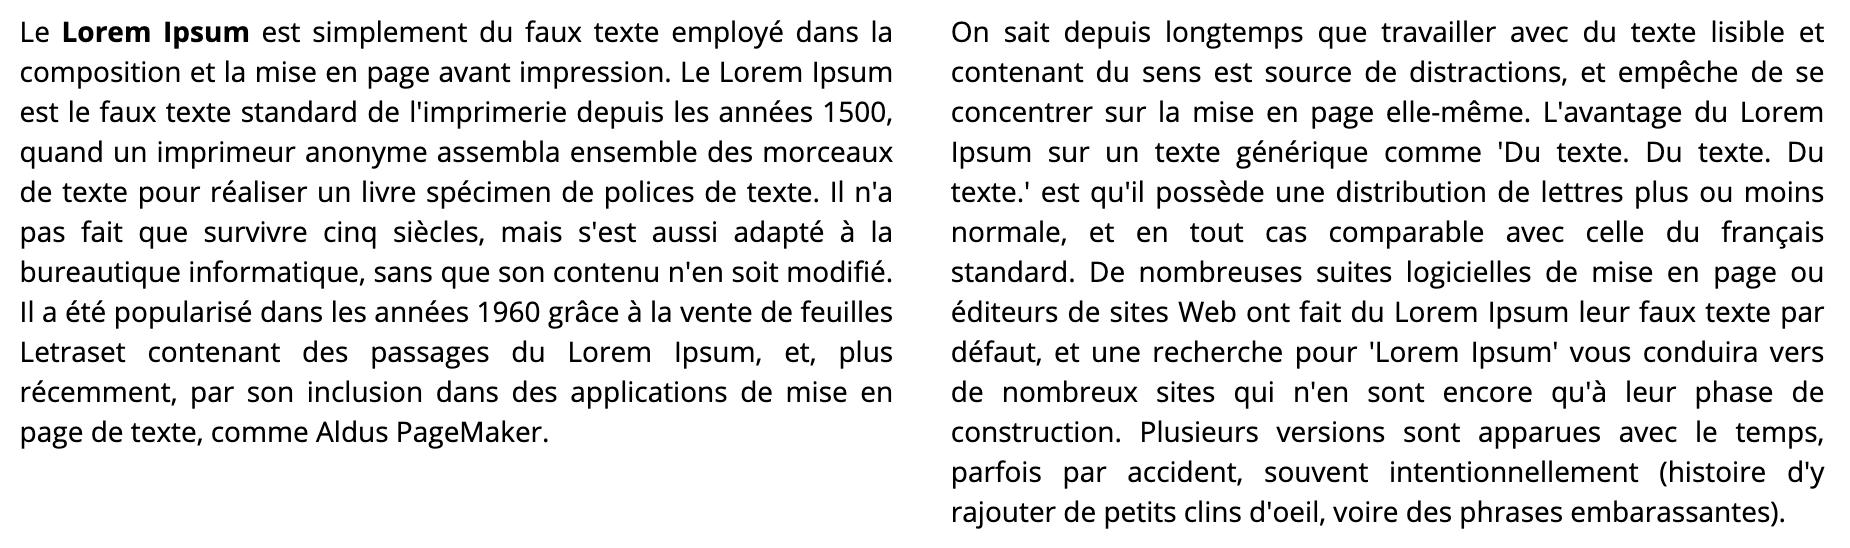 Le Lorem Ipsum est simplement du faux texte employé dans la
composition et la mise en page avant impression. Le Lorem Ipsum
est le faux texte standard de l'imprimerie depuis les années 1500,
quand un imprimeur anonyme assembla ensemble des morceaux
de texte pour réaliser un livre spécimen de polices de texte. Il n'a
pas fait que survivre cinq siècles, mais s'est aussi adapté à la
bureautique informatique, sans que son contenu n'en soit modifié.
Il a été popularisé dans les années 1960 grâce à la vente de feuilles
Letraset contenant des passages du Lorem Ipsum, et, plus
récemment, par son inclusion dans des applications de mise en
page de texte, comme Aldus PageMaker.
On sait depuis longtemps que travailler avec du texte lisible et
contenant du sens est source de distractions, et empêche de se
concentrer sur la mise en page elle-même. L'avantage du Lorem
Ipsum sur un texte générique comme 'Du texte. Du texte. Du
texte.' est qu'il possède une distribution de lettres plus ou moins
normale, et en tout cas comparable avec celle du français
standard. De nombreuses suites logicielles de mise en page ou
éditeurs de sites Web ont fait du Lorem Ipsum leur faux texte par
défaut, et une recherche pour 'Lorem Ipsum' vous conduira vers
de nombreux sites qui n'en sont encore qu'à leur phase de
construction. Plusieurs versions sont apparues avec le temps,
parfois par accident, souvent intentionnellement (histoire d'y
rajouter de petits clins d'oeil, voire des phrases embarassantes).